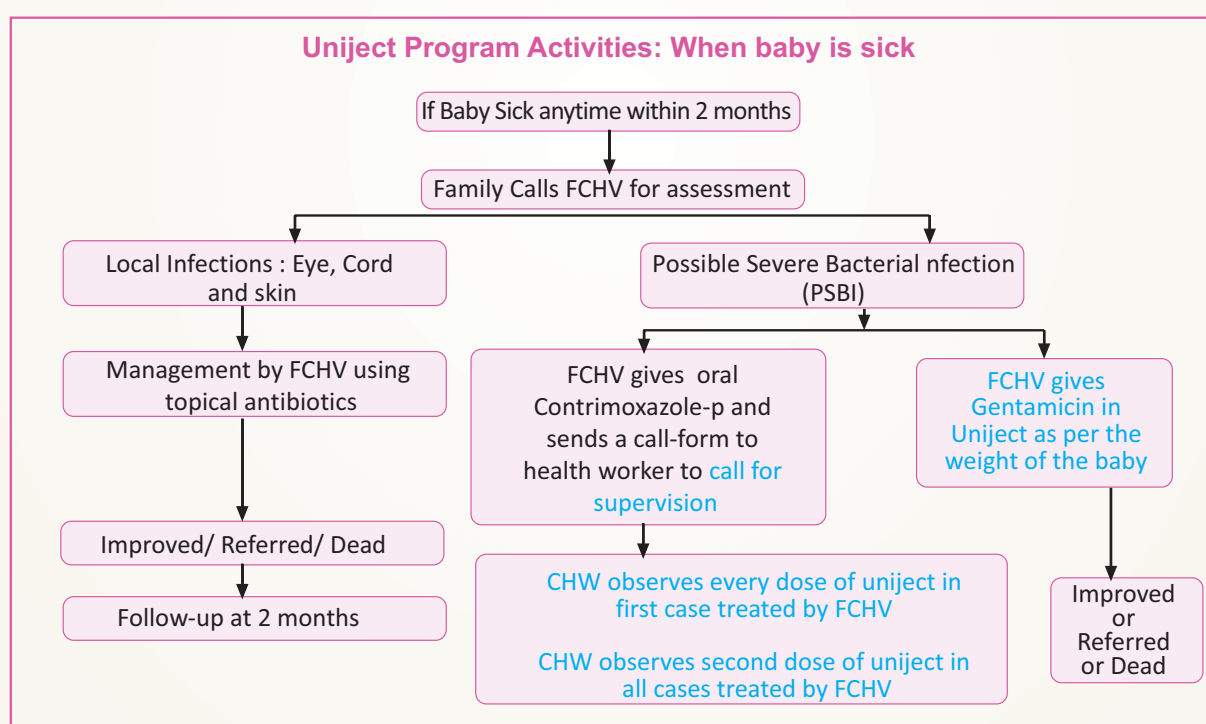 Uniject Program Activities: When baby is sick
If Baby Sick anytime within 2 months
Family Calls FCHV for assessment
Local Infections : Eye, Cord
and skin
Possible Severe Bacterial nfection
(PSBI)
Management by FCHV using
topical antibiotics
FCHV gives oral
Contrimoxazole-p and
sends a call-form to
health worker to call for
supervision
FCHV gives
Gentamicin in
Uniject as per the
weight of the baby
Improved/ Referred/ Dead
Follow-up at 2 months
CHW observes every dose of uniject in
first case treated by FCHV
CHW observes second dose of uniject in
all cases treated by FCHV
Improved
or
Referred
or Dead